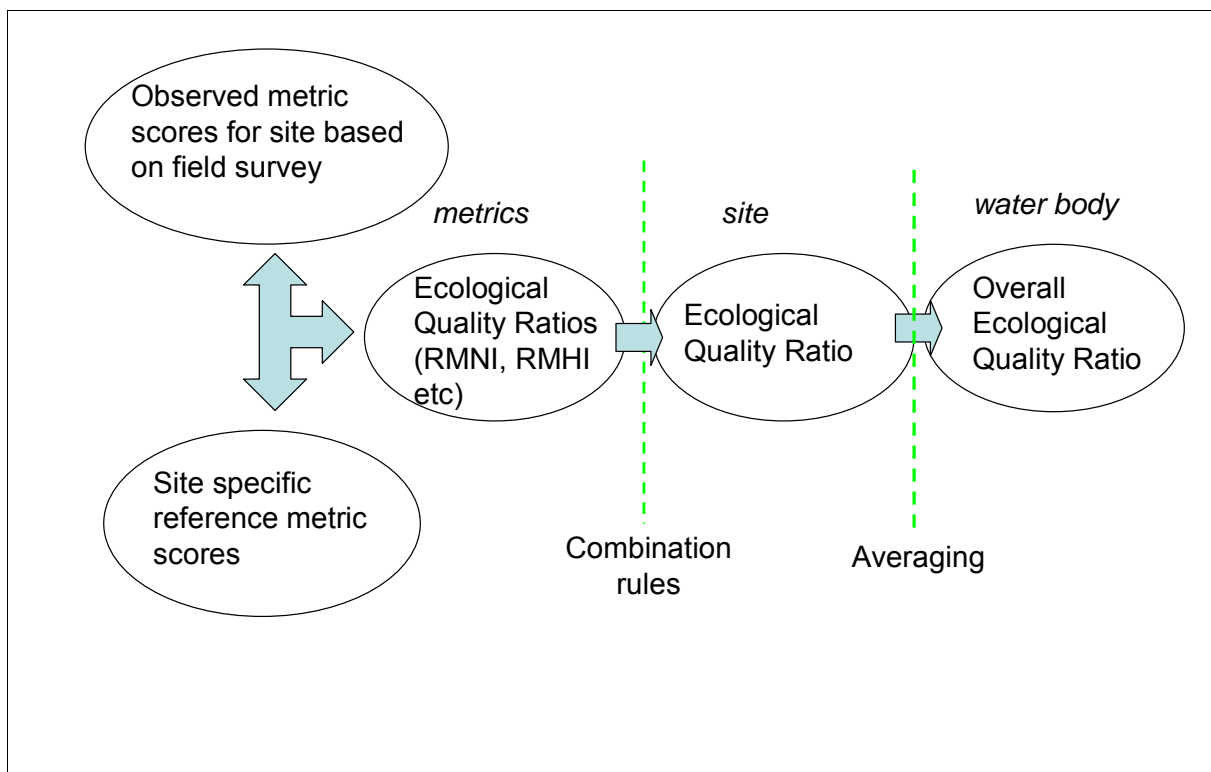 Observed metric
scores for site based
on field survey
metrics
site
water body
Ecological
Quality Ratios
(RMNI, RMHI
etc)
Ecological
Quality Ratio
Overall
Ecological
Quality Ratio
Site specific
reference metric
scores
Combination
rules
Averaging